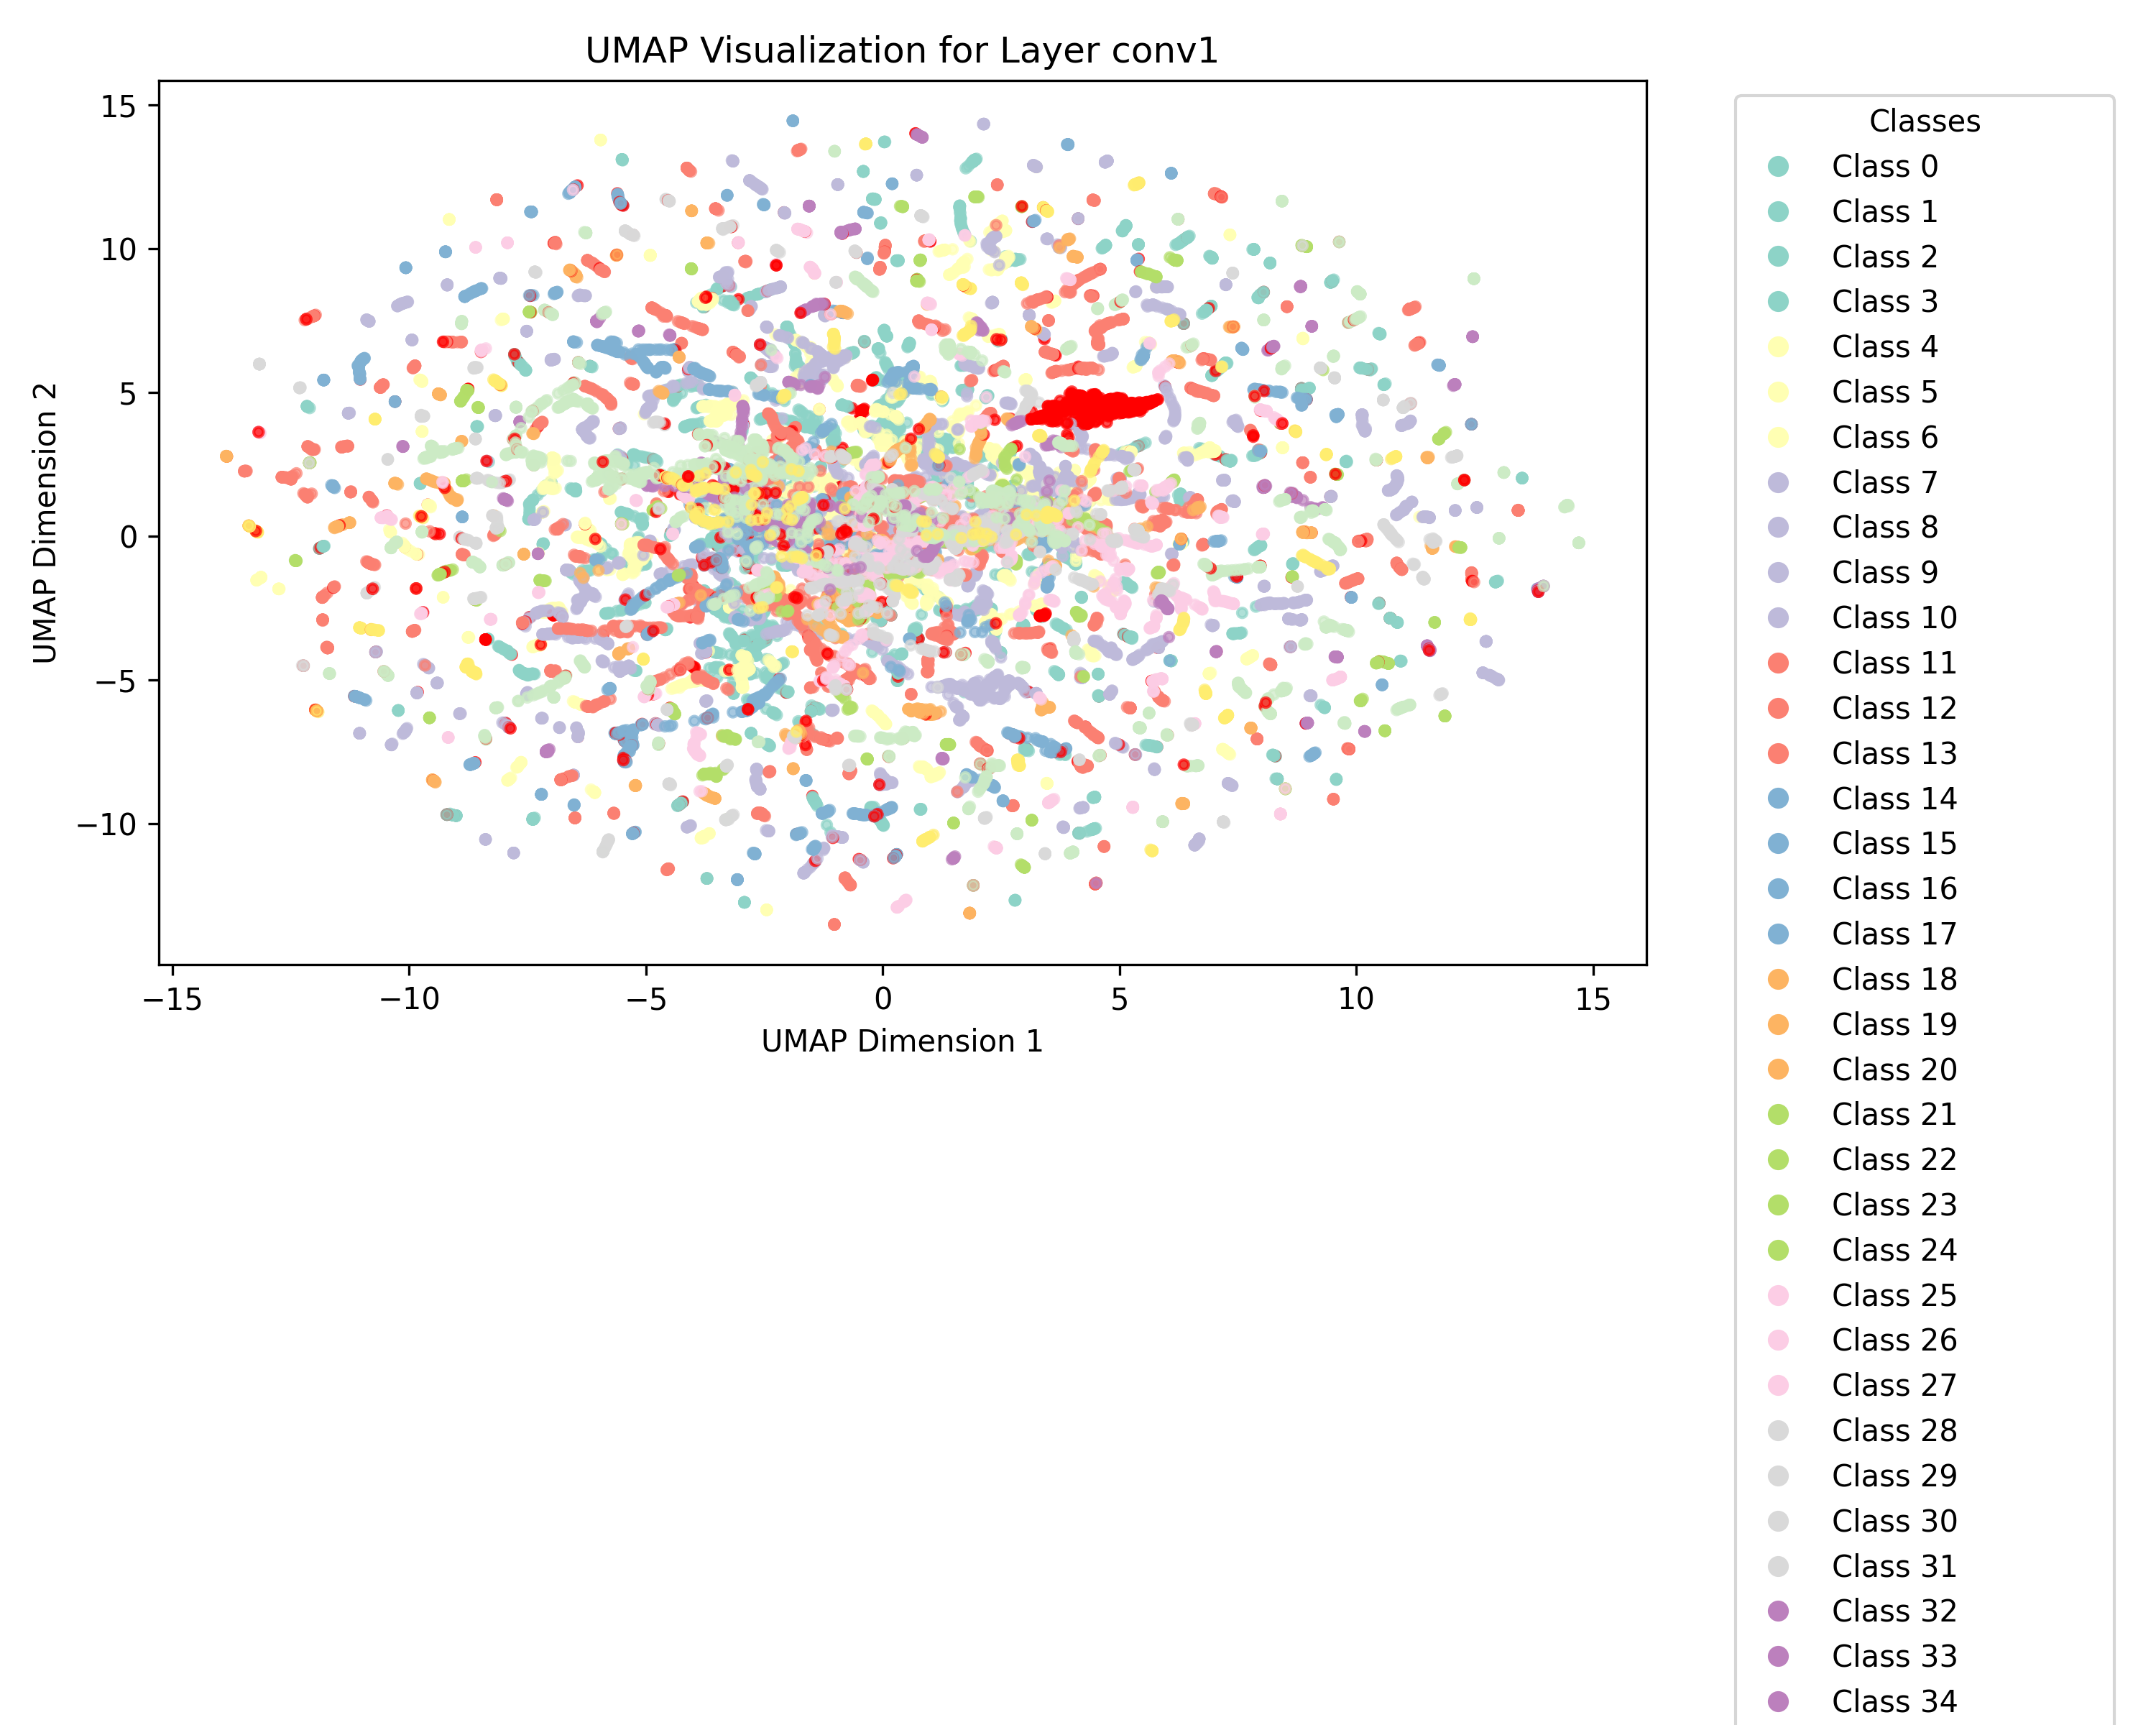 UMAP Visualization for Layer conv1
15
10
5
0
−5
−10
UMAP Dimension 2
−15
−10
−5
0
5
10
15
UMAP Dimension 1
Classes
Class 0
Class 1
Class 2
Class 3
Class 4
Class 5
Class 6
Class 7
Class 8
Class 9
Class 10
Class 11
Class 12
Class 13
Class 14
Class 15
Class 16
Class 17
Class 18
Class 19
Class 20
Class 21
Class 22
Class 23
Class 24
Class 25
Class 26
Class 27
Class 28
Class 29
Class 30
Class 31
Class 32
Class 33
Class 34